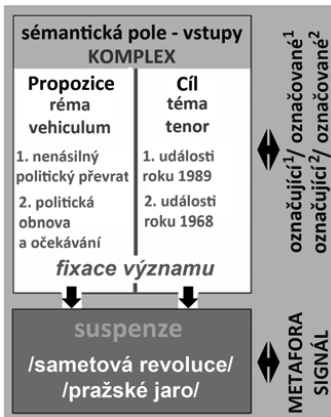 sémantická pole - vstupy
KOMPLEX
Propozice
réma
vehiculum
1. nenásilný
politický převrat
2. politická
obnova
a očekávání
Cíl
téma
tenor
1. události
roku 1989
2. události
roku 1968
fixace významu
suspenze
/sametová revoluce/
/pražské jaro/
označující¹/ označované¹
označující²/ označované²
METAFORA
SIGNÁL